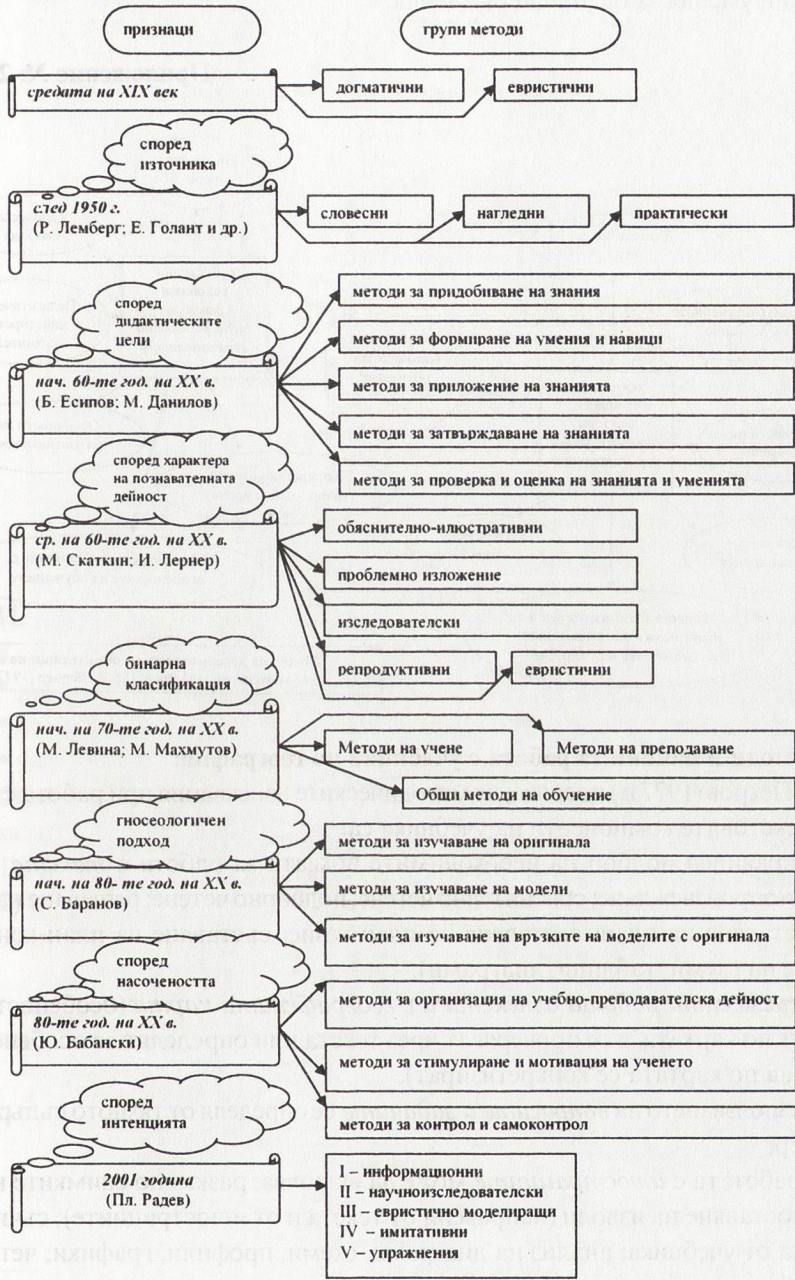 признаци
групи методи
средата на XIX век
догматични
евристични
според
източника
след 1950 г.
(Р. Лемберг; Е. Голант и др.)
словесни
нагледни
практически
според
дидактическите
цели
нач. 60-те год. на XX в.
(Б. Есипов; М. Данилов)
методи за придобиване на знания
методи за формиране на умения и навици
методи за приложение на знанията
методи за затвърждаване на знанията
методи за проверка и оценка на знанията и уменията
според характера
на познавателната
дейност
ср. на 60-те год. на XX в.
(М. Скаткин; И. Лернер)
обяснително-илюстративни
проблемно изложение
изследователски
репродуктивни
евристични
бинарна
класификация
нач. на 70-те год. на XX в.
(М. Левина; М. Махмутов)
Методи на учене
Методи на преподаване
Общи методи на обучение
гносеологичен
подход
нач. на 80- те год. на XX в.
(С. Баранов)
методи за изучаване на оригинала
методи за изучаване на модели
методи за изучаване на връзките на моделите с оригинала
според
насочеността
80-те год. на XX в.
(Ю. Бабански)
методи за организация на учебно-преподавателска дейност
методи за стимулиране и мотивация на ученето
методи за контрол и самоконтрол
според
интенцията
2001 година
(Пл. Радев)
I – информационни
II – научноизследователски
III – евристично моделиращи
IV – имитативни
V – упражнения